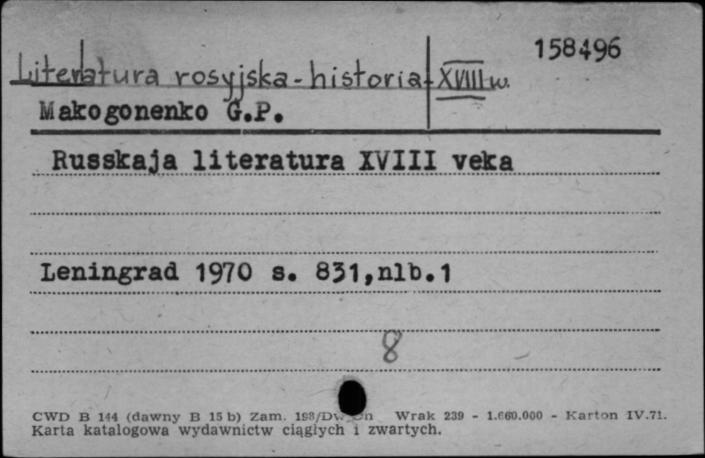 158496
Literatura rosyjska - historia - XVIII w.
Makogonenko G.P.
Russkaja literatura XVIII veka
Leningrad 1970 s. 831,nlb.1
8
CWD B 144 (dawny B 15 b) Zam. Wrak 239 - 1.660.000 - Karton IV.71.
Karta katalogowa wydawnictw ciągłych i zwartych.